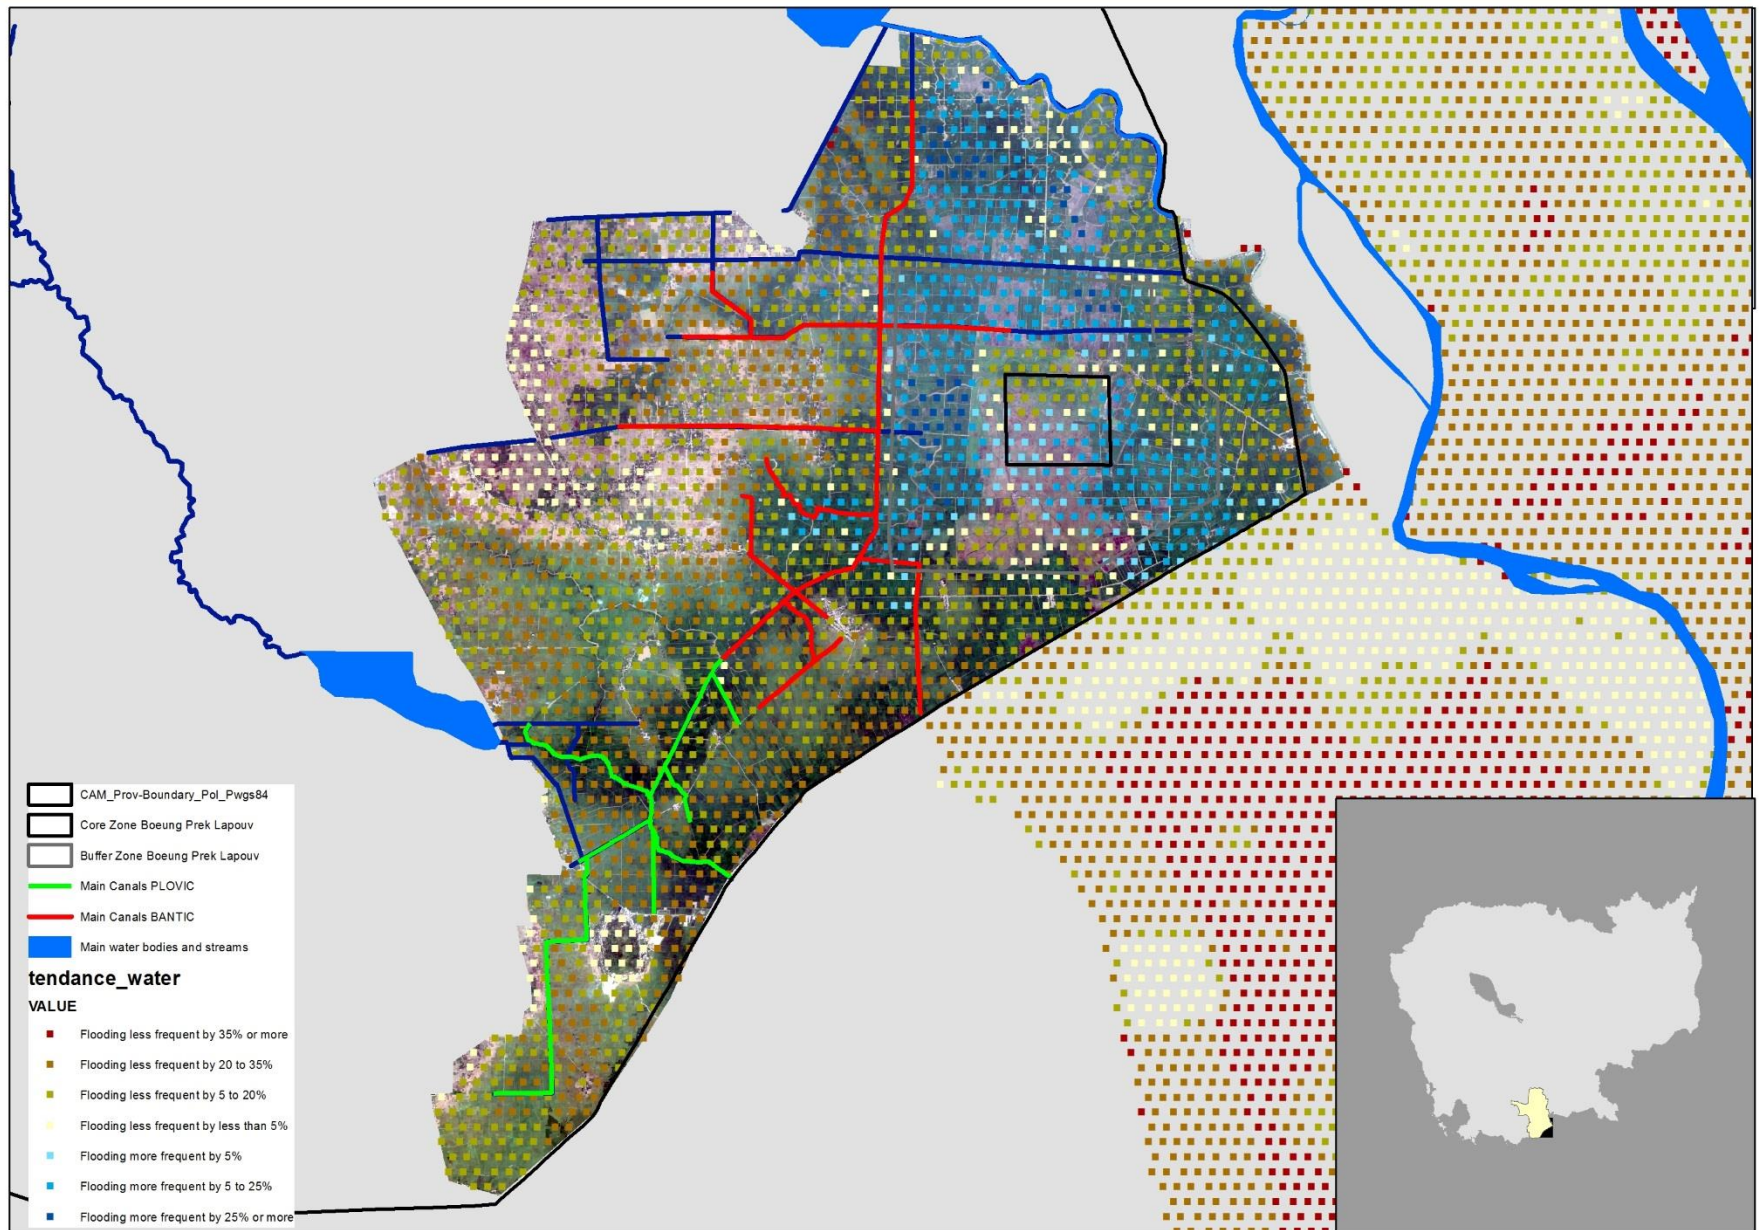 CAM_Prov-Boundary_Pol_Pwgs84
Core Zone Boeung Prek Lapouv
Buffer Zone Boeung Prek Lapouv
Main Canals PLOVIC
Main Canals BANTIC
Main water bodies and streams
tendance_water
VALUE
Flooding less frequent by 35% or more
Flooding less frequent by 20 to 35%
Flooding less frequent by 5 to 20%
Flooding less frequent by less than 5%
Flooding more frequent by 5%
Flooding more frequent by 5 to 25%
Flooding more frequent by 25% or more